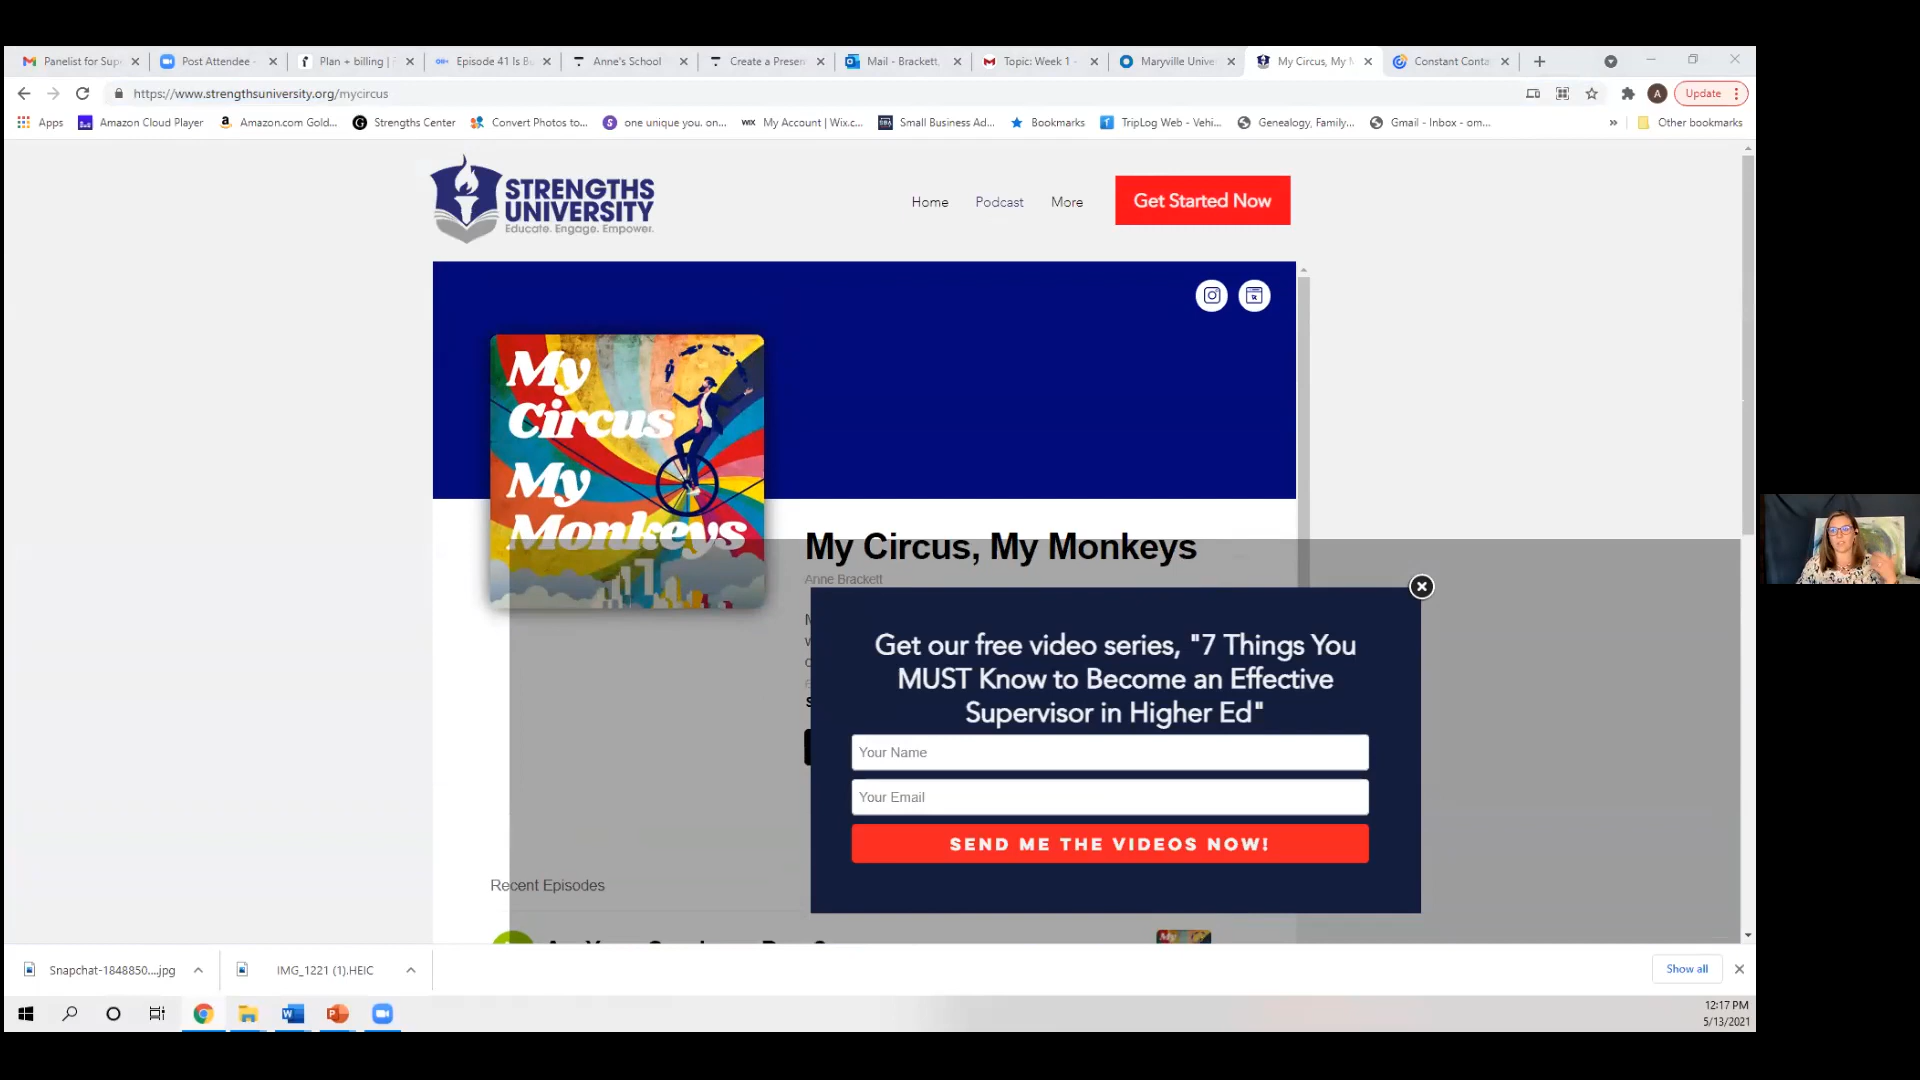 Panelist for Sup
Post Attendee -
Plan + billing |
Episode 41 Is B
Anne's School
Create a Presen
Mail - Brackett,
Topic: Week 1 -
Maryville Unive
My Circus, My M
Constant Conta
https://www.strengthsuniversity.org/mycircus
A
Update
Apps
Amazon Cloud Player
Amazon.com Gold...
Strengths Center
Convert Photos to...
one unique you. on...
WIX My Account | Wix.c...
Small Business Ad...
Bookmarks
TripLog Web - Vehi...
Genealogy, Family,...
Gmail - Inbox - om...
»
Other bookmarks
STRENGTHS
UNIVERSITY
Educate. Engage. Empower.
Home
Podcast
More
Get Started Now
My
Circus
My
Monkeys
My Circus, My Monkeys
Anne Brackett
Get our free video series, "7 Things You
MUST Know to Become an Effective
Supervisor in Higher Ed"
Your Name
Your Email
SEND ME THE VIDEOS NOW!
Recent Episodes
My
Snapchat-1848850....jpg
IMG_1221 (1).HEIC
Show all
12:17 PM
5/13/2021